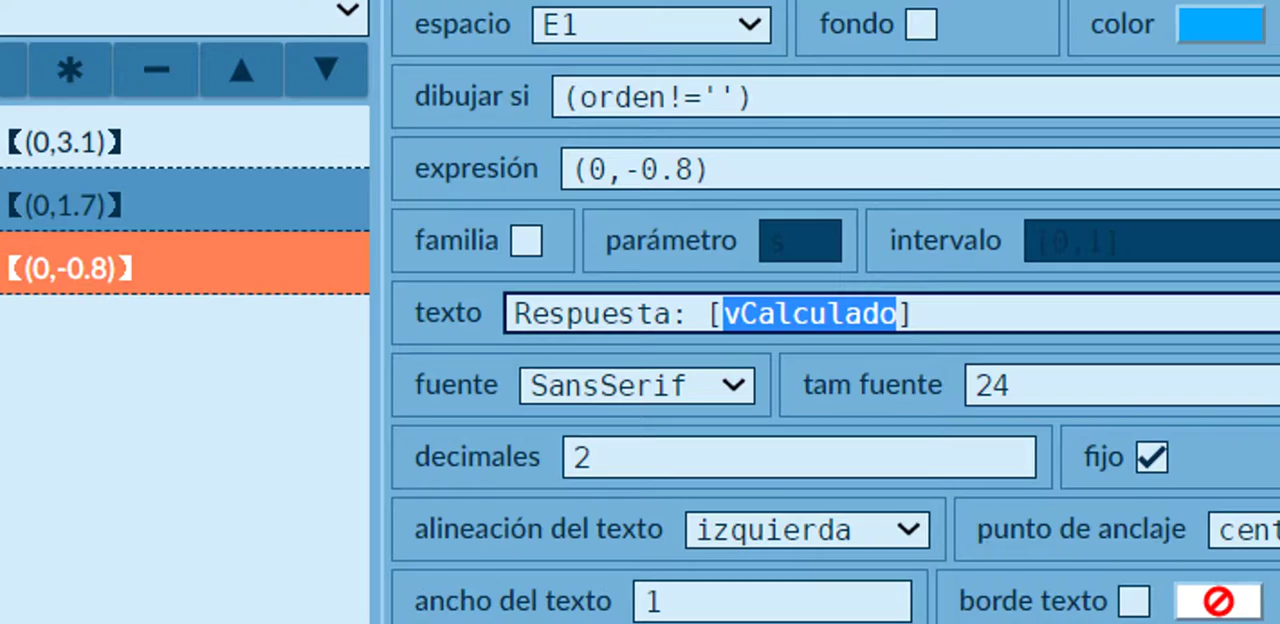 espacio E1 fondo color
* − ▲ ▼
dibujar si (orden!='')
【(0,3.1)】
expresión (0,-0.8)
【(0,1.7)】
familia parámetro s intervalo [0,1]
【(0,-0.8)】
texto Respuesta: [vCalculado]
fuente SansSerif tam fuente 24
decimales 2 fijo
alineación del texto izquierda punto de anclaje cent
ancho del texto 1 borde texto